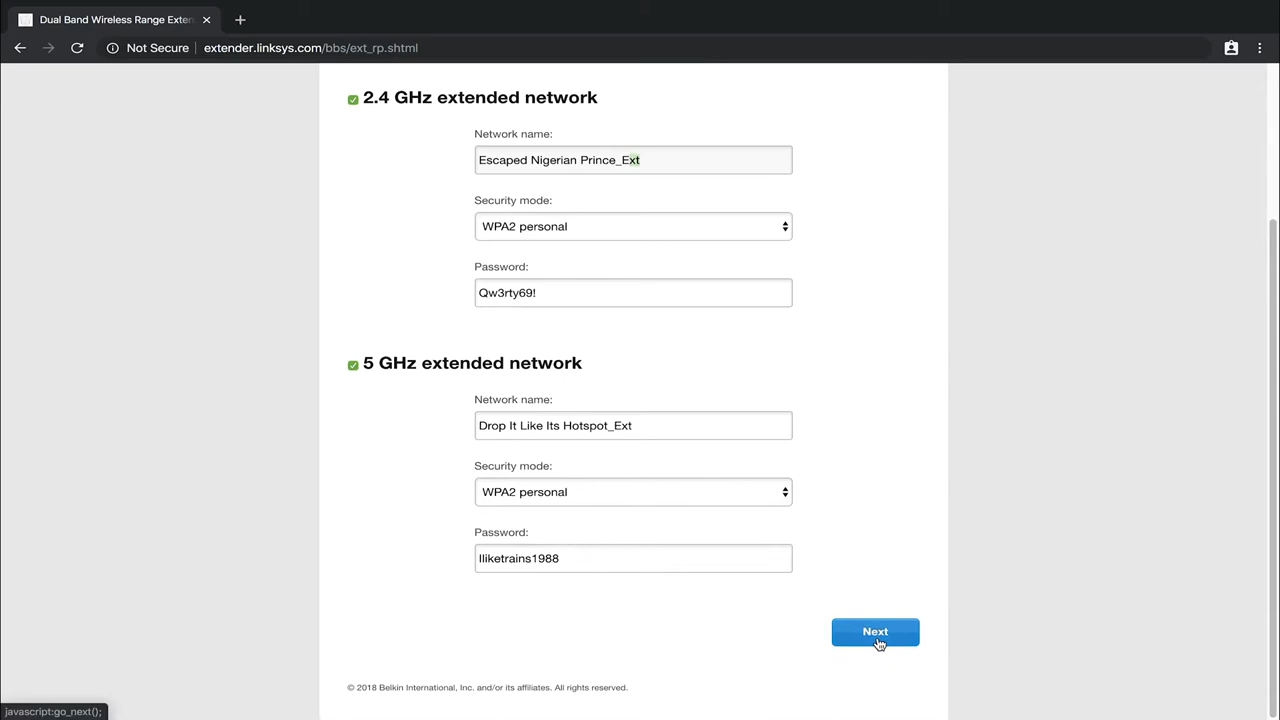 Dual Band Wireless Range Exten
Not Secure
extender.linksys.com/bbs/ext_rp.shtml
2.4 GHz extended network
Network name:
Escaped Nigerian Prince_Ext
Security mode:
WPA2 personal
Password:
Qw3rty69!
5 GHz extended network
Network name:
Drop It Like Its Hotspot_Ext
Security mode:
WPA2 personal
Password:
Iliketrains1988
Next
© 2018 Belkin International, Inc. and/or its affiliates. All rights reserved.
javascript:go_next();